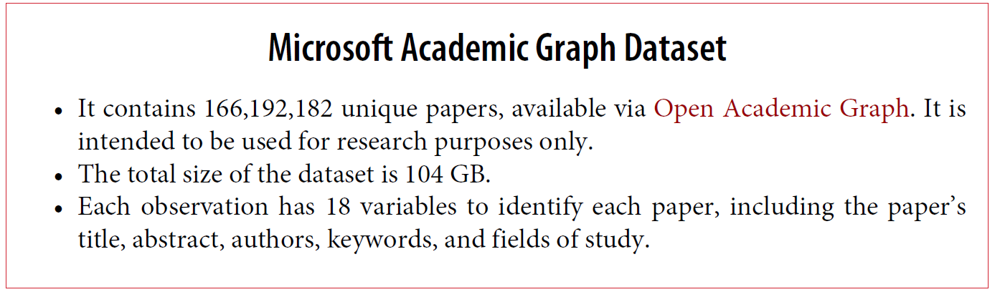 Microsoft Academic Graph Dataset
• It contains 166,192,182 unique papers, available via Open Academic Graph. It is
intended to be used for research purposes only.
• The total size of the dataset is 104 GB.
• Each observation has 18 variables to identify each paper, including the paper’s
title, abstract, authors, keywords, and fields of study.